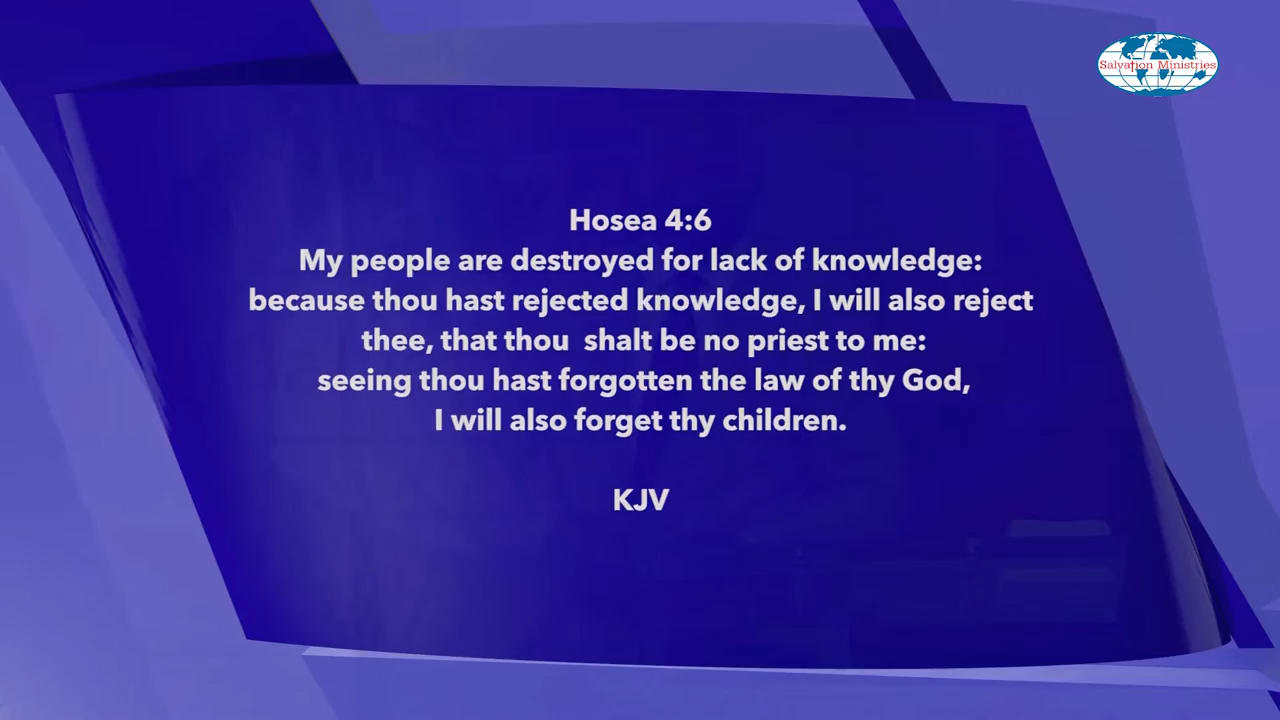 Salvation Ministries
Hosea 4:6
My people are destroyed for lack of knowledge:
because thou hast rejected knowledge, I will also reject
thee, that thou  shalt be no priest to me:
seeing thou hast forgotten the law of thy God,
I will also forget thy children.
KJV